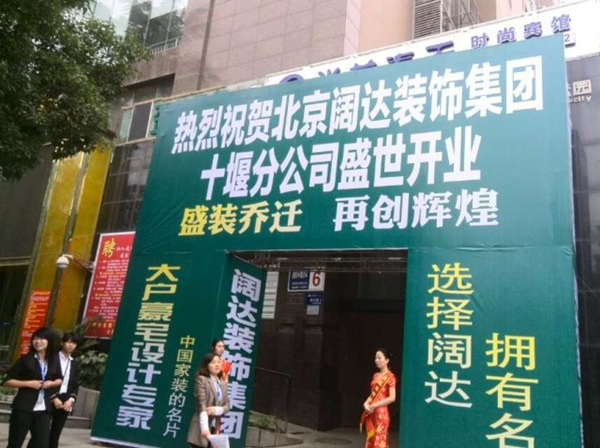 时尚宾馆
热烈祝贺北京阔达装饰集团
十堰分公司盛世开业
盛装乔迁 再创辉煌
聘
6
大户豪宅设计专家
中国家装的名片
阔达装饰集团
选择阔达
拥有名